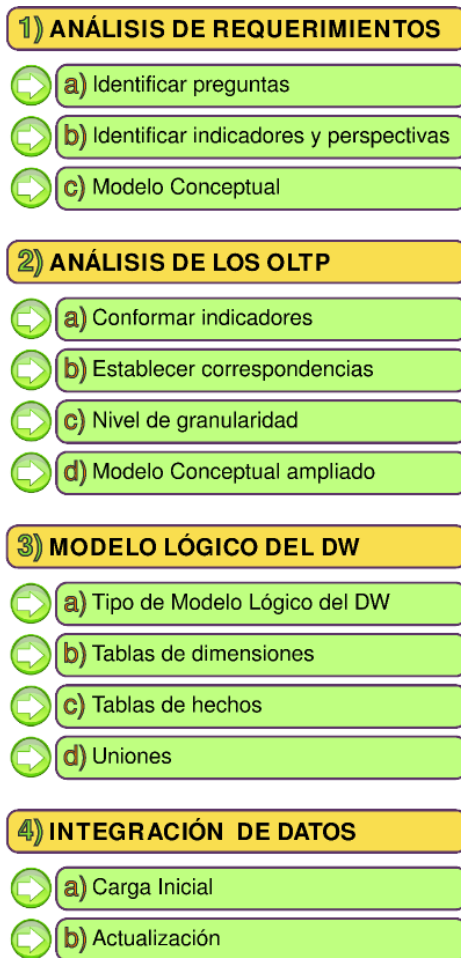 1) ANÁLISIS DE REQUERIMIENTOS
a) Identificar preguntas
b) Identificar indicadores y perspectivas
c) Modelo Conceptual
2) ANÁLISIS DE LOS OLTP
a) Conformar indicadores
b) Establecer correspondencias
c) Nivel de granularidad
d) Modelo Conceptual ampliado
3) MODELO LÓGICO DEL DW
a) Tipo de Modelo Lógico del DW
b) Tablas de dimensiones
c) Tablas de hechos
d) Uniones
4) INTEGRACIÓN DE DATOS
a) Carga Inicial
b) Actualización